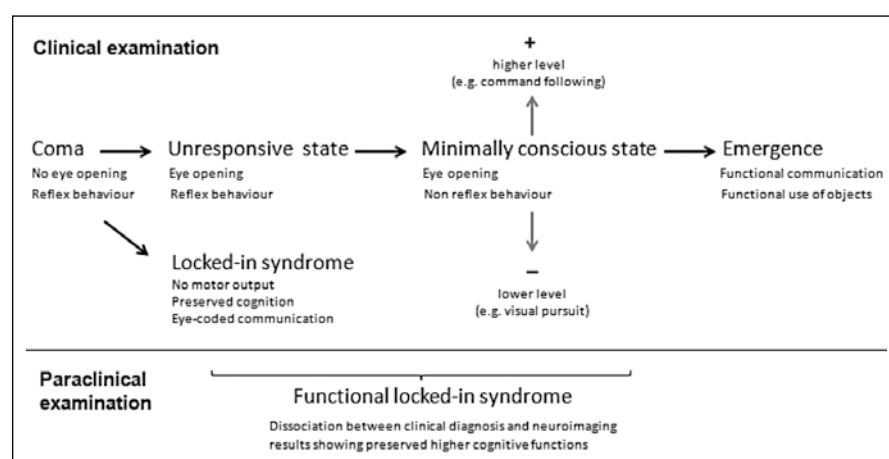 Clinical examination
+
higher level
(e.g. command following)
Coma
No eye opening
Reflex behaviour
Unresponsive state
Eye opening
Reflex behaviour
Minimally conscious state
Eye opening
Non reflex behaviour
Emergence
Functional communication
Functional use of objects
Locked-in syndrome
No motor output
Preserved cognition
Eye-coded communication
–
lower level
(e.g. visual pursuit)
Paraclinical
examination
Functional locked-in syndrome
Dissociation between clinical diagnosis and neuroimaging
results showing preserved higher cognitive functions